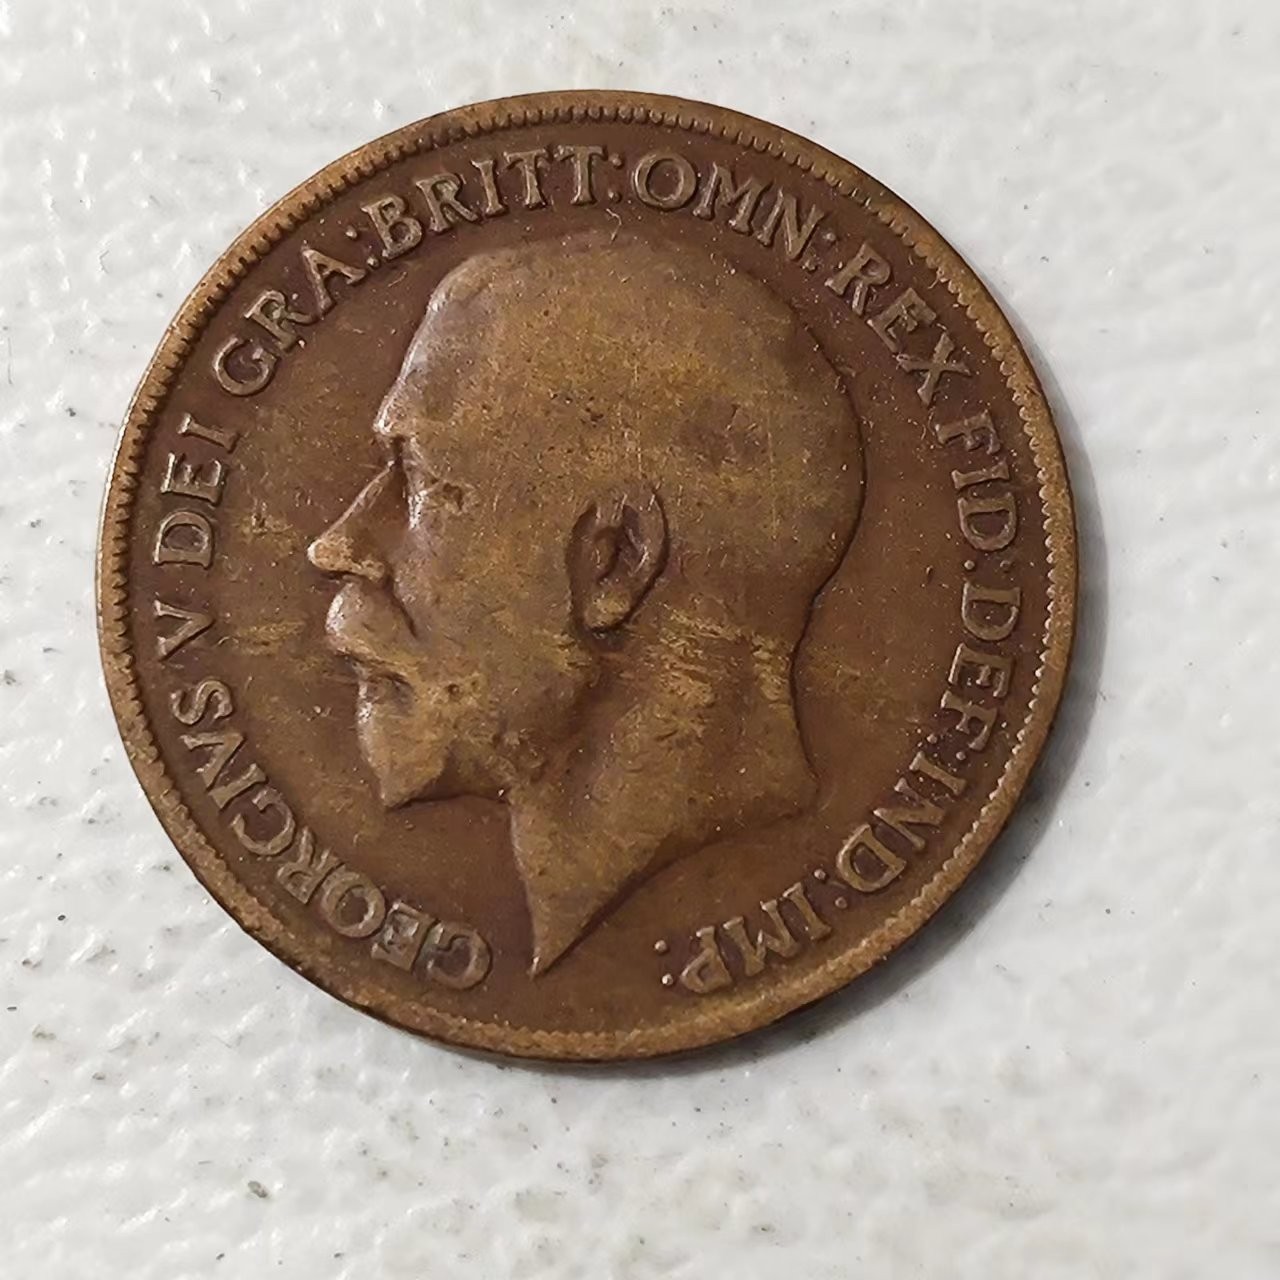 GEORGIVS V DEI GRA: BRITT: OMN: REX FID: DEF: IND: IMP: